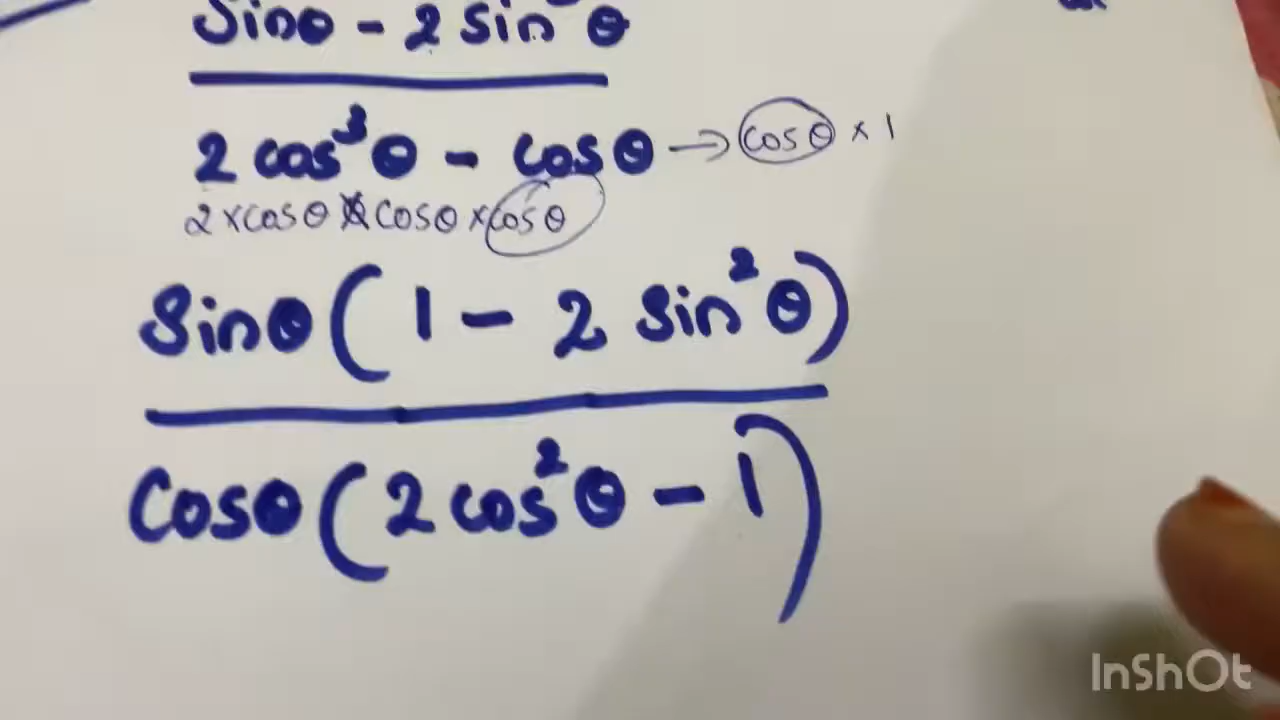 Sinθ - 2 sin θ
2 cos³θ - cosθ → cosθ × 1
2 × cosθ × cosθ × cosθ
Sinθ ( 1 - 2 sin²θ )
Cosθ ( 2 cos²θ - 1 )
InShOt